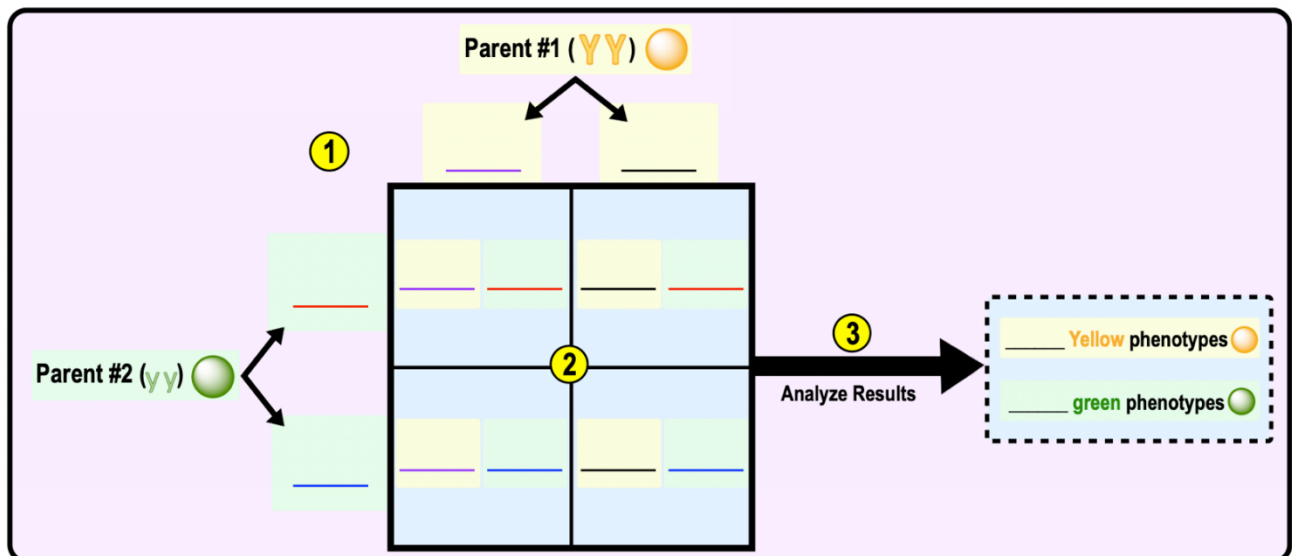 Parent #1 (YY)
1
Parent #2 (yy)
2
3
Analyze Results
______ Yellow phenotypes
______ green phenotypes